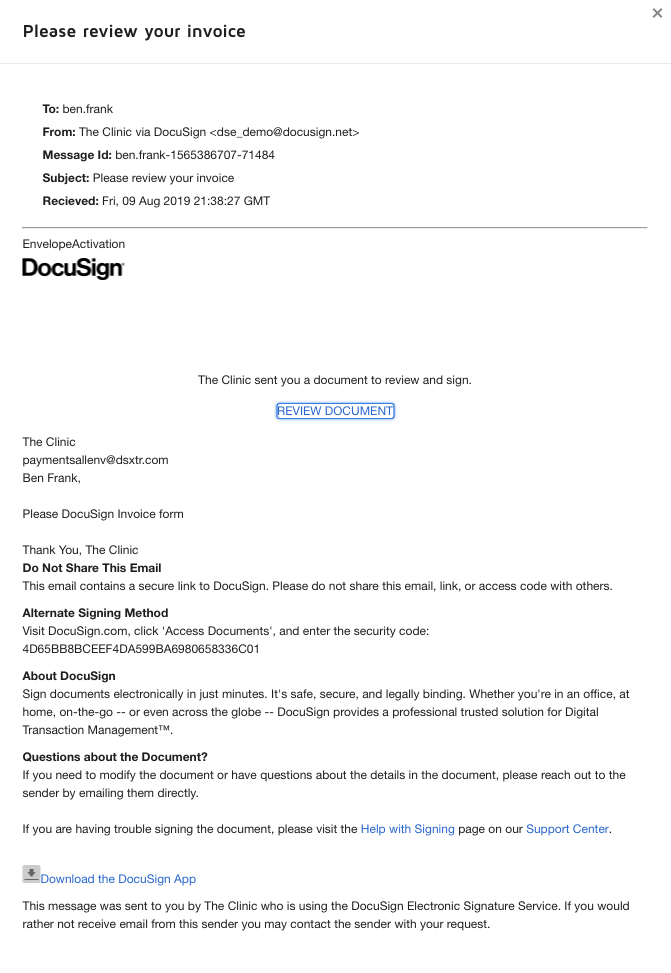 Please review your invoice
×
To: ben.frank
From: The Clinic via DocuSign <dse_demo@docusign.net>
Message Id: ben.frank-1565386707-71484
Subject: Please review your invoice
Recieved: Fri, 09 Aug 2019 21:38:27 GMT
EnvelopeActivation
DocuSign
The Clinic sent you a document to review and sign.
REVIEW DOCUMENT
The Clinic
paymentsallenv@dsxtr.com
Ben Frank,
Please DocuSign Invoice form
Thank You, The Clinic
Do Not Share This Email
This email contains a secure link to DocuSign. Please do not share this email, link, or access code with others.
Alternate Signing Method
Visit DocuSign.com, click 'Access Documents', and enter the security code:
4D65BB8BCEEF4DA599BA6980658336C01
About DocuSign
Sign documents electronically in just minutes. It's safe, secure, and legally binding. Whether you're in an office, at
home, on-the-go -- or even across the globe -- DocuSign provides a professional trusted solution for Digital
Transaction Management™.
Questions about the Document?
If you need to modify the document or have questions about the details in the document, please reach out to the
sender by emailing them directly.
If you are having trouble signing the document, please visit the Help with Signing page on our Support Center.
Download the DocuSign App
This message was sent to you by The Clinic who is using the DocuSign Electronic Signature Service. If you would
rather not receive email from this sender you may contact the sender with your request.